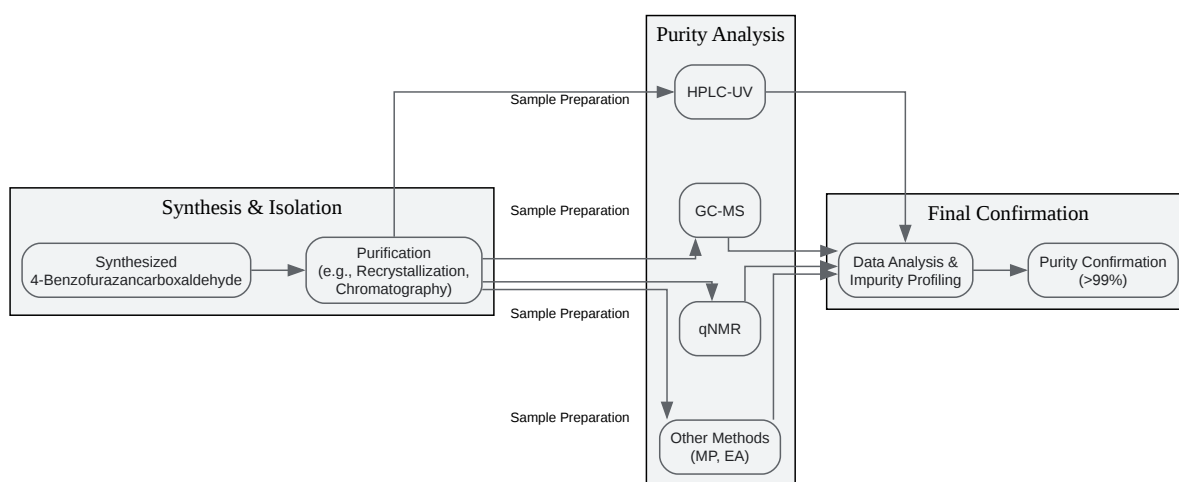 Purity Analysis
HPLC-UV
Sample Preparation
Synthesis & Isolation
Sample Preparation
GC-MS
Final Confirmation
Synthesized
4-Benzofurazancarboxaldehyde
Purification
(e.g., Recrystallization,
Chromatography)
Data Analysis &
Impurity Profiling
Purity Confirmation
(>99%)
Sample Preparation
qNMR
Sample Preparation
Other Methods
(MP, EA)